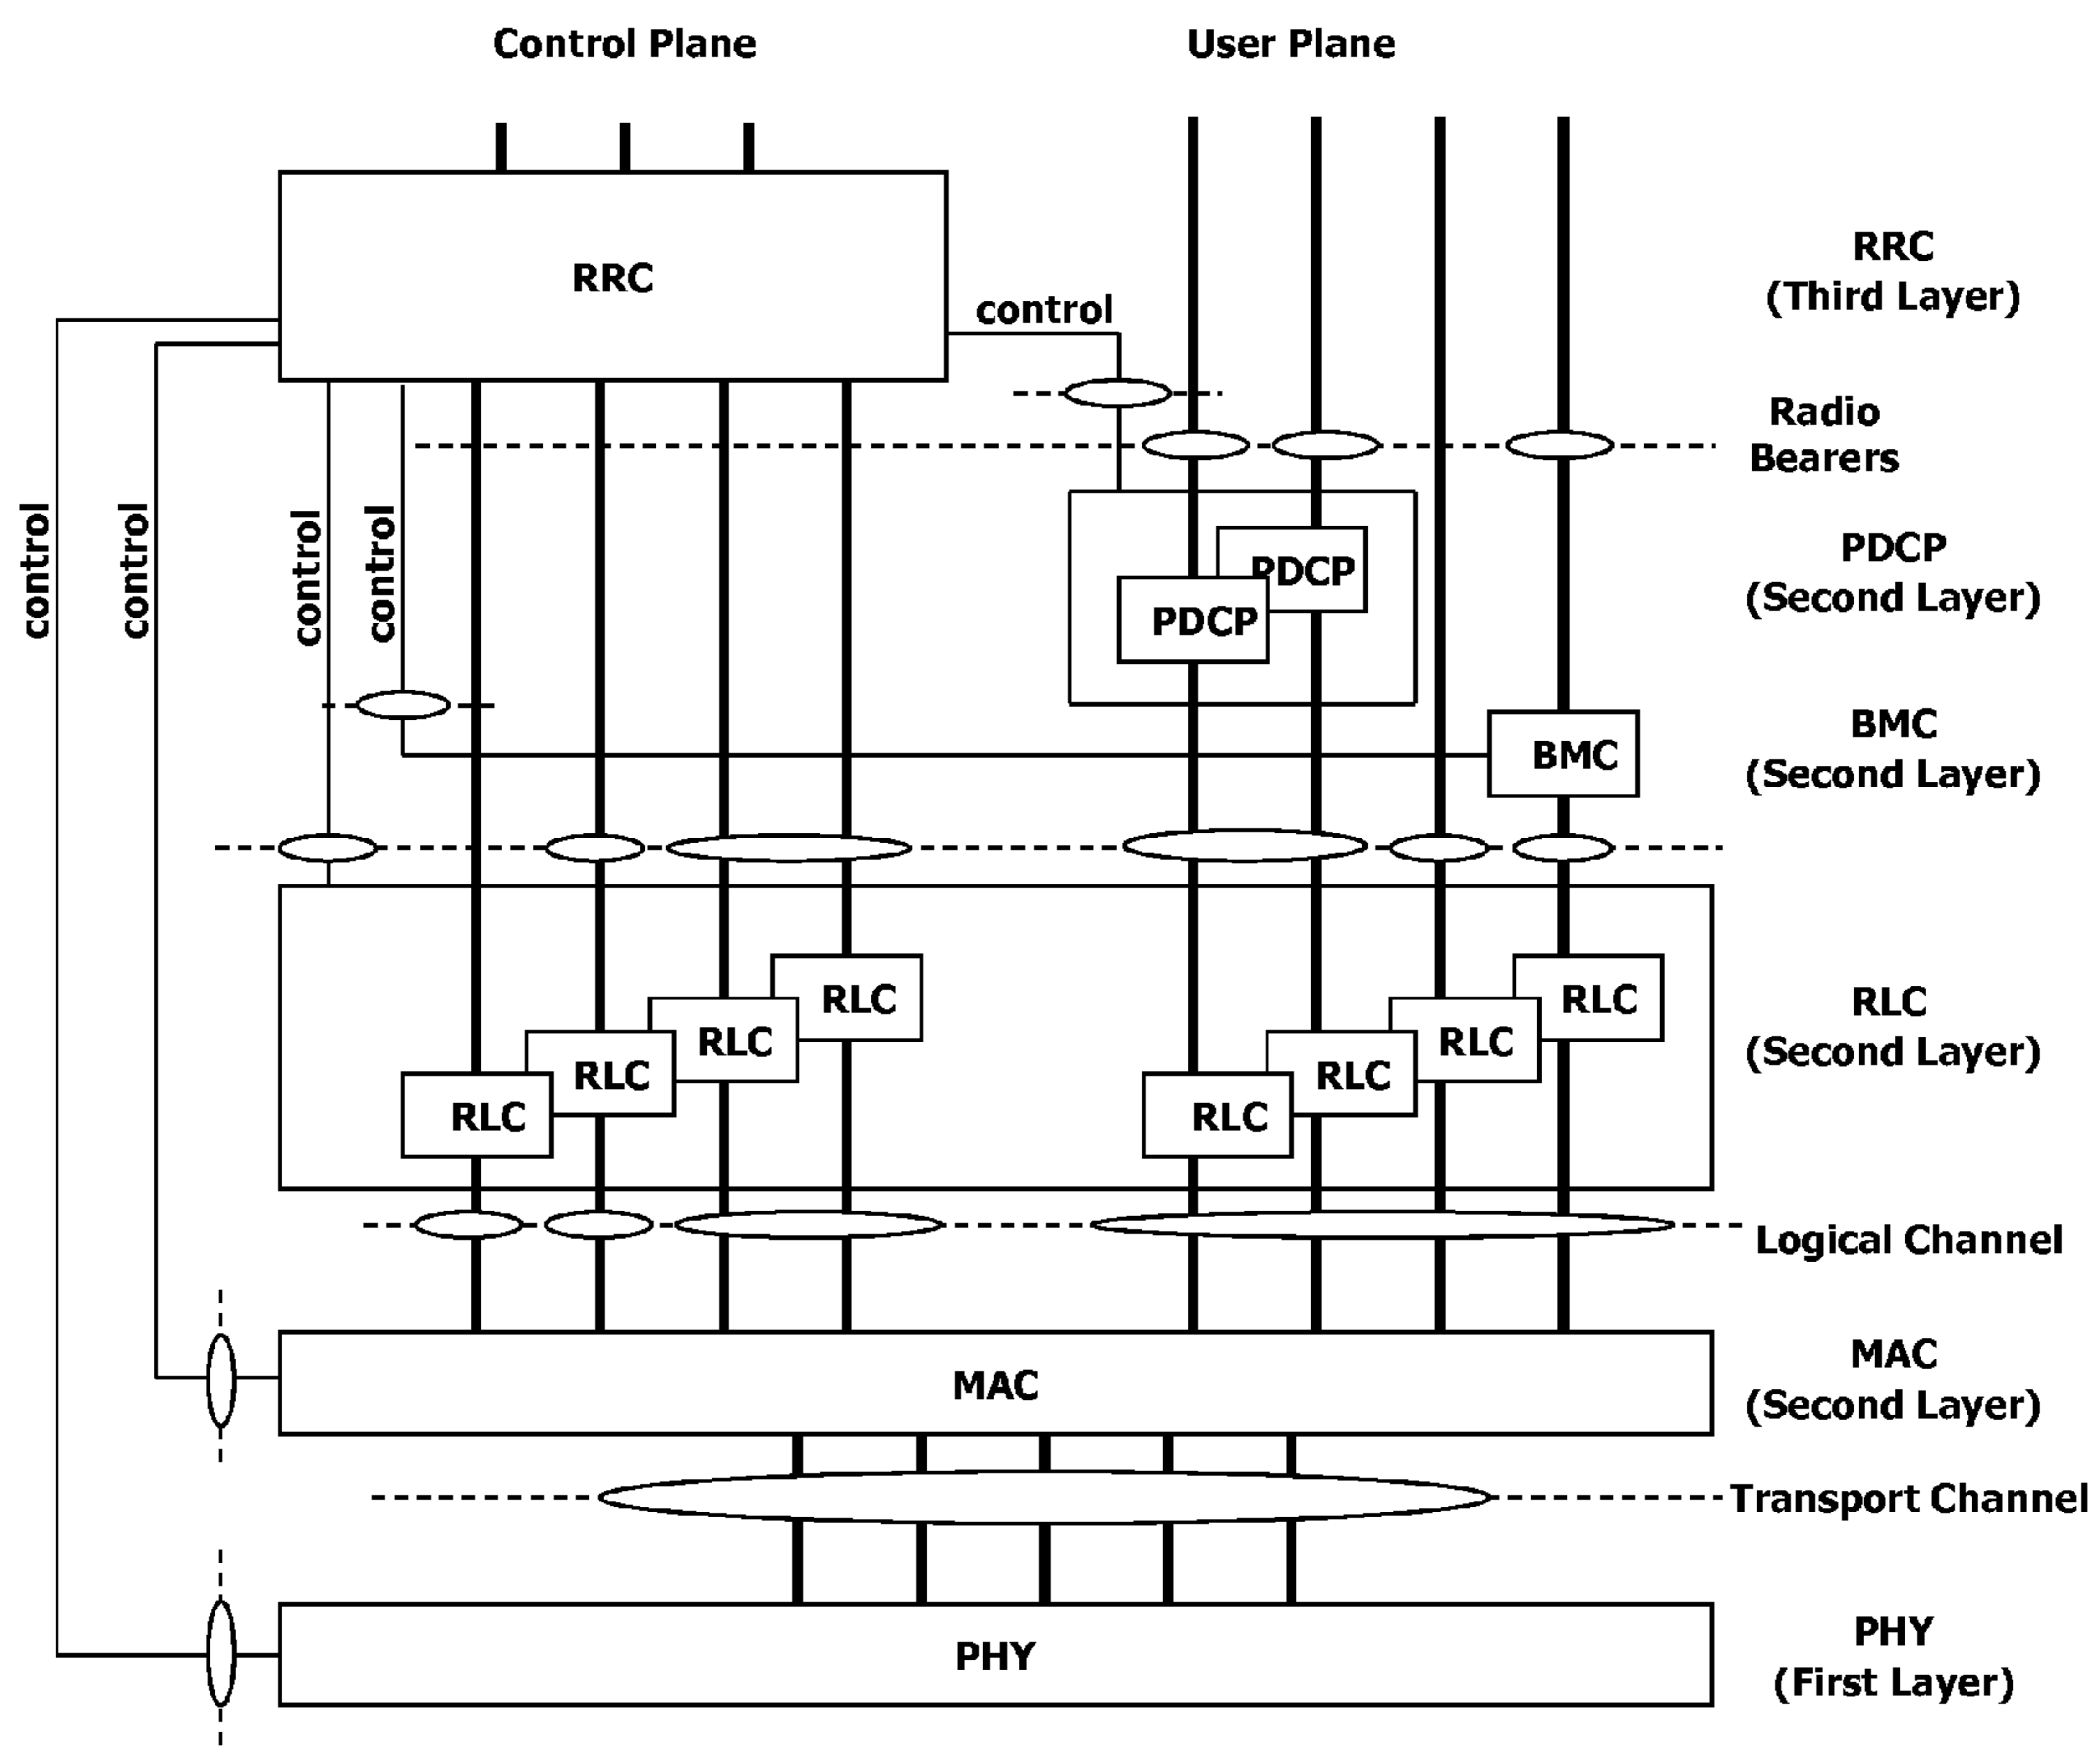 Control Plane
User Plane
RRC
control
RRC
(Third Layer)
Radio
Bearers
control
control
control
control
PDCP
PDCP
PDCP
(Second Layer)
BMC
BMC
(Second Layer)
RLC
RLC
RLC
RLC
RLC
RLC
RLC
RLC
RLC
(Second Layer)
Logical Channel
MAC
MAC
(Second Layer)
Transport Channel
PHY
PHY
(First Layer)